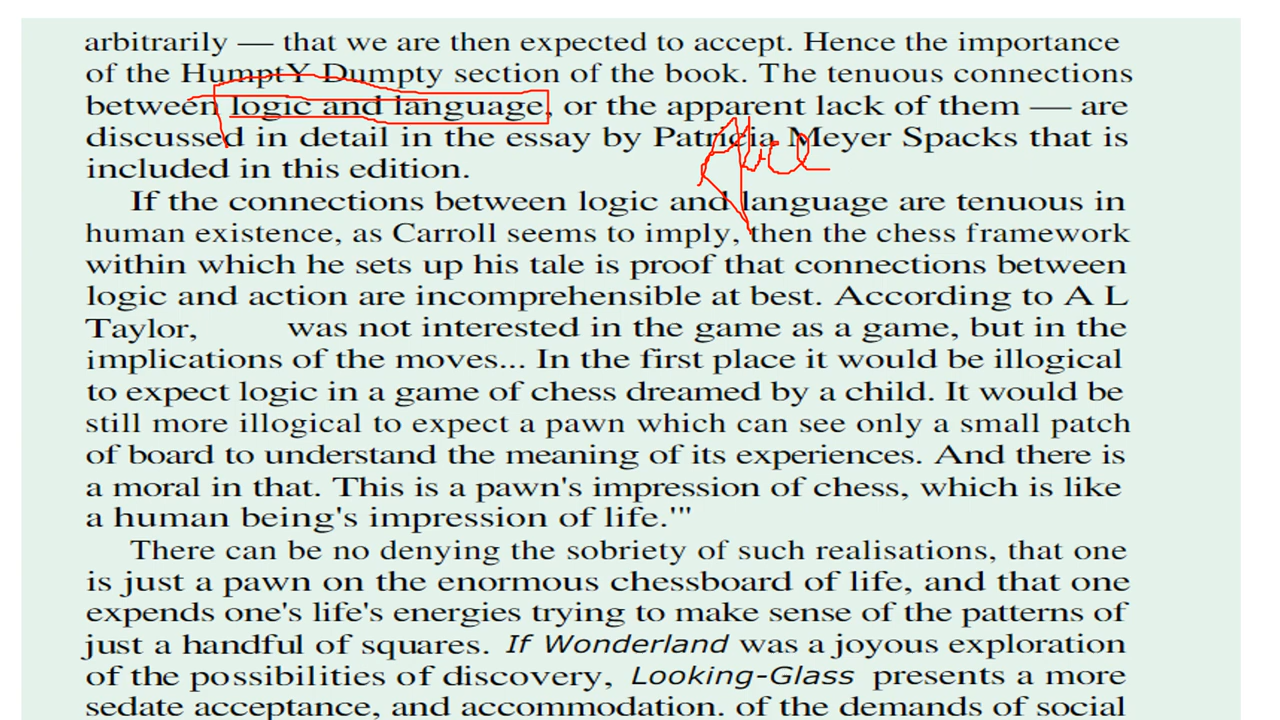 arbitrarily — that we are then expected to accept. Hence the importance
of the HumptY Dumpty section of the book. The tenuous connections
between logic and language, or the apparent lack of them — are
discussed in detail in the essay by Patricia Meyer Spacks that is
Alice
included in this edition.
If the connections between logic and language are tenuous in
human existence, as Carroll seems to imply, then the chess framework
within which he sets up his tale is proof that connections between
logic and action are incomprehensible at best. According to A L
Taylor, was not interested in the game as a game, but in the
implications of the moves... In the first place it would be illogical
to expect logic in a game of chess dreamed by a child. It would be
still more illogical to expect a pawn which can see only a small patch
of board to understand the meaning of its experiences. And there is
a moral in that. This is a pawn's impression of chess, which is like
a human being's impression of life.'"
There can be no denying the sobriety of such realisations, that one
is just a pawn on the enormous chessboard of life, and that one
expends one's life's energies trying to make sense of the patterns of
just a handful of squares. If Wonderland was a joyous exploration
of the possibilities of discovery, Looking-Glass presents a more
sedate acceptance, and accommodation. of the demands of social